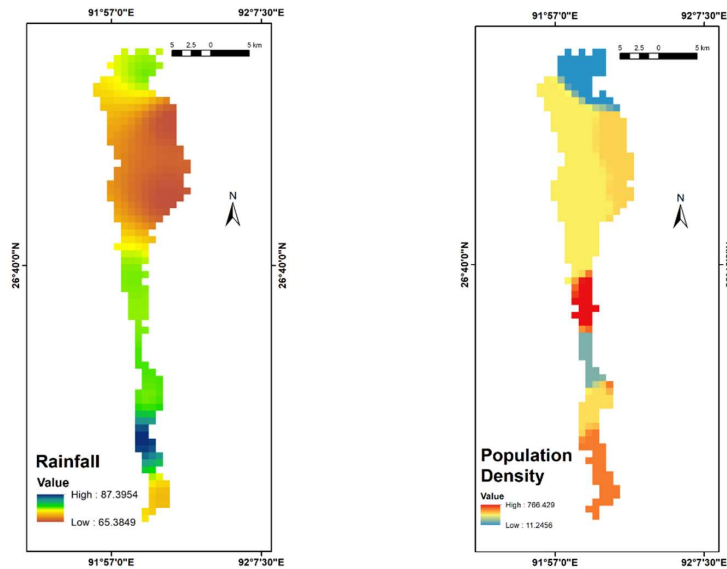 91°57'0"E 92°7'30"E
5 2.5 0 5 km
N
26°40'0"N
26°40'0"N
Rainfall
Value
High : 87.3954
Low : 65.3849
91°57'0"E 92°7'30"E
91°57'0"E 92°7'30"E
5 2.5 0 5 km
N
Population
Density
Value
High : 766.429
Low : 11.2456
91°57'0"E 92°7'30"E